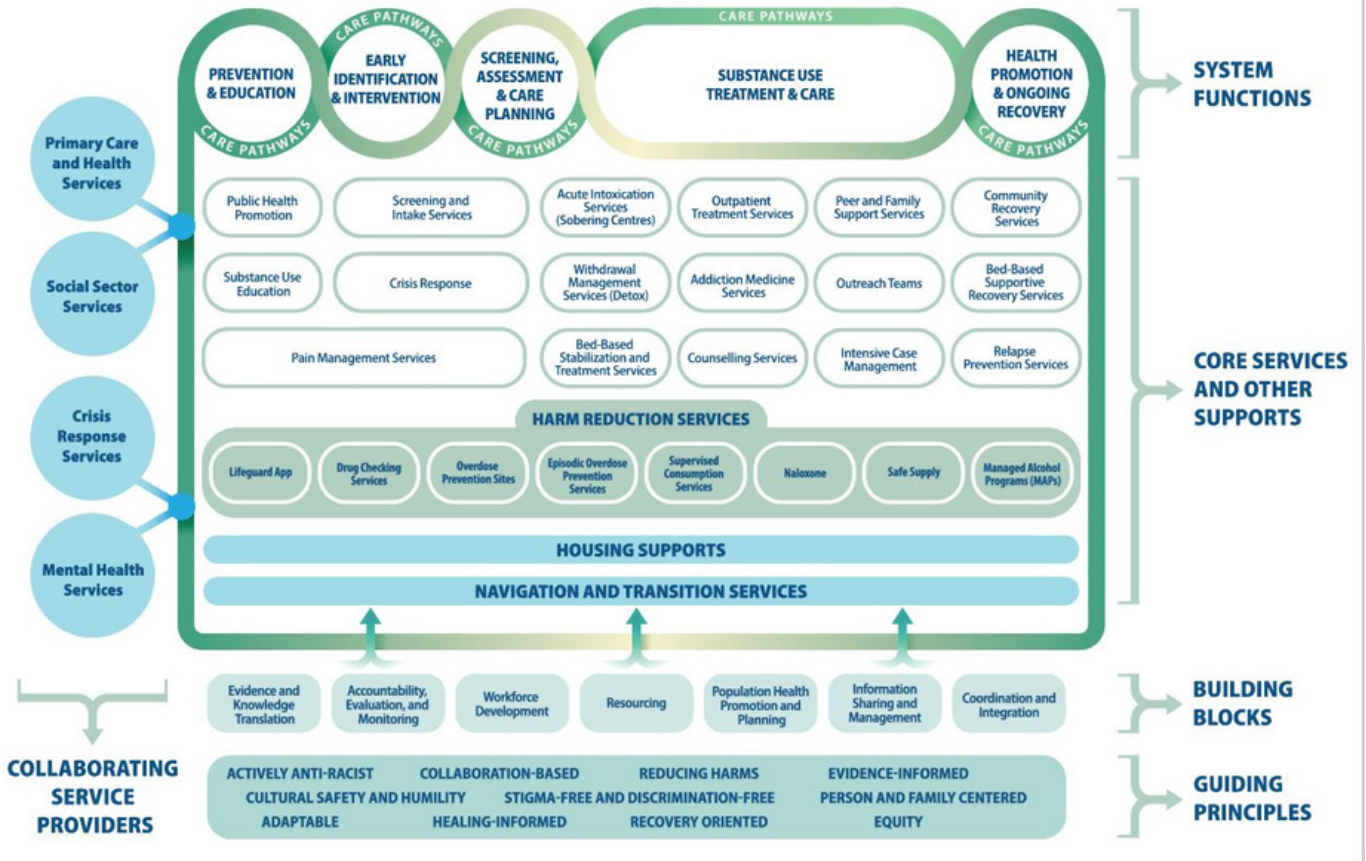 CARE PATHWAYS
CARE PATHWAYS
PREVENTION
& EDUCATION
CARE PATHWAYS
EARLY
IDENTIFICATION
& INTERVENTION
SCREENING,
ASSESSMENT
& CARE
PLANNING
CARE PATHWAYS
SUBSTANCE USE
TREATMENT & CARE
HEALTH
PROMOTION
& ONGOING
RECOVERY
CARE PATHWAYS
SYSTEM
FUNCTIONS
Primary Care
and Health
Services
Social Sector
Services
Crisis
Response
Services
Mental Health
Services
Public Health
Promotion
Screening and
Intake Services
Acute Intoxication
Services
(Sobering Centres)
Outpatient
Treatment Services
Peer and Family
Support Services
Community
Recovery
Services
Substance Use
Education
Crisis Response
Withdrawal
Management
Services (Detox)
Addiction Medicine
Services
Outreach Teams
Bed-Based
Supportive
Recovery Services
Pain Management Services
Bed-Based
Stabilization and
Treatment Services
Counselling Services
Intensive Case
Management
Relapse
Prevention Services
CORE SERVICES
AND OTHER
SUPPORTS
HARM REDUCTION SERVICES
Lifeguard App
Drug Checking
Services
Overdose
Prevention Sites
Episodic Overdose
Prevention
Services
Supervised
Consumption
Services
Naloxone
Safe Supply
Managed Alcohol
Programs (MAPs)
HOUSING SUPPORTS
NAVIGATION AND TRANSITION SERVICES
Evidence and
Knowledge
Translation
Accountability,
Evaluation, and
Monitoring
Workforce
Development
Resourcing
Population Health
Promotion and
Planning
Information
Sharing and
Management
Coordination and
Integration
BUILDING
BLOCKS
COLLABORATING
SERVICE
PROVIDERS
ACTIVELY ANTI-RACIST COLLABORATION-BASED REDUCING HARMS EVIDENCE-INFORMED
CULTURAL SAFETY AND HUMILITY STIGMA-FREE AND DISCRIMINATION-FREE PERSON AND FAMILY CENTERED
ADAPTABLE HEALING-INFORMED RECOVERY ORIENTED EQUITY
GUIDING
PRINCIPLES